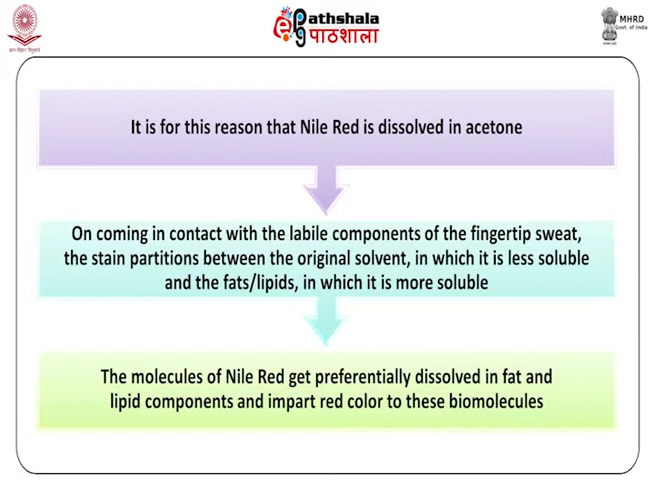 ePG Pathshala
पाठशाला
MHRD
Govt. of India
ज्ञान-विज्ञान विमुक्तये
It is for this reason that Nile Red is dissolved in acetone
On coming in contact with the labile components of the fingertip sweat,
the stain partitions between the original solvent, in which it is less soluble
and the fats/lipids, in which it is more soluble
The molecules of Nile Red get preferentially dissolved in fat and
lipid components and impart red color to these biomolecules